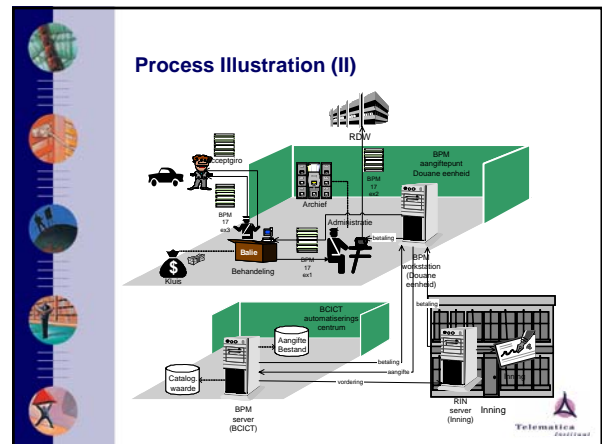 Process Illustration (II)
RDW
cceptgiro
BPM
17
ex3
BPM
17
ex2
BPM
aangiftepunt
Douane eenheid
Archief
Administratie
betaling
Balie
Behandeling
BPM
17
ex1
$
Kluis
BPM
workstation
(Douane
eenheid)
betaling
BCICT
automatiserings
centrum
Aangifte
Bestand
Catalog.
waarde
betaling
aangifte
vordering
BPM
server
(BCICT)
RIN
server
(Inning)
Inning
Telematica
Instituut